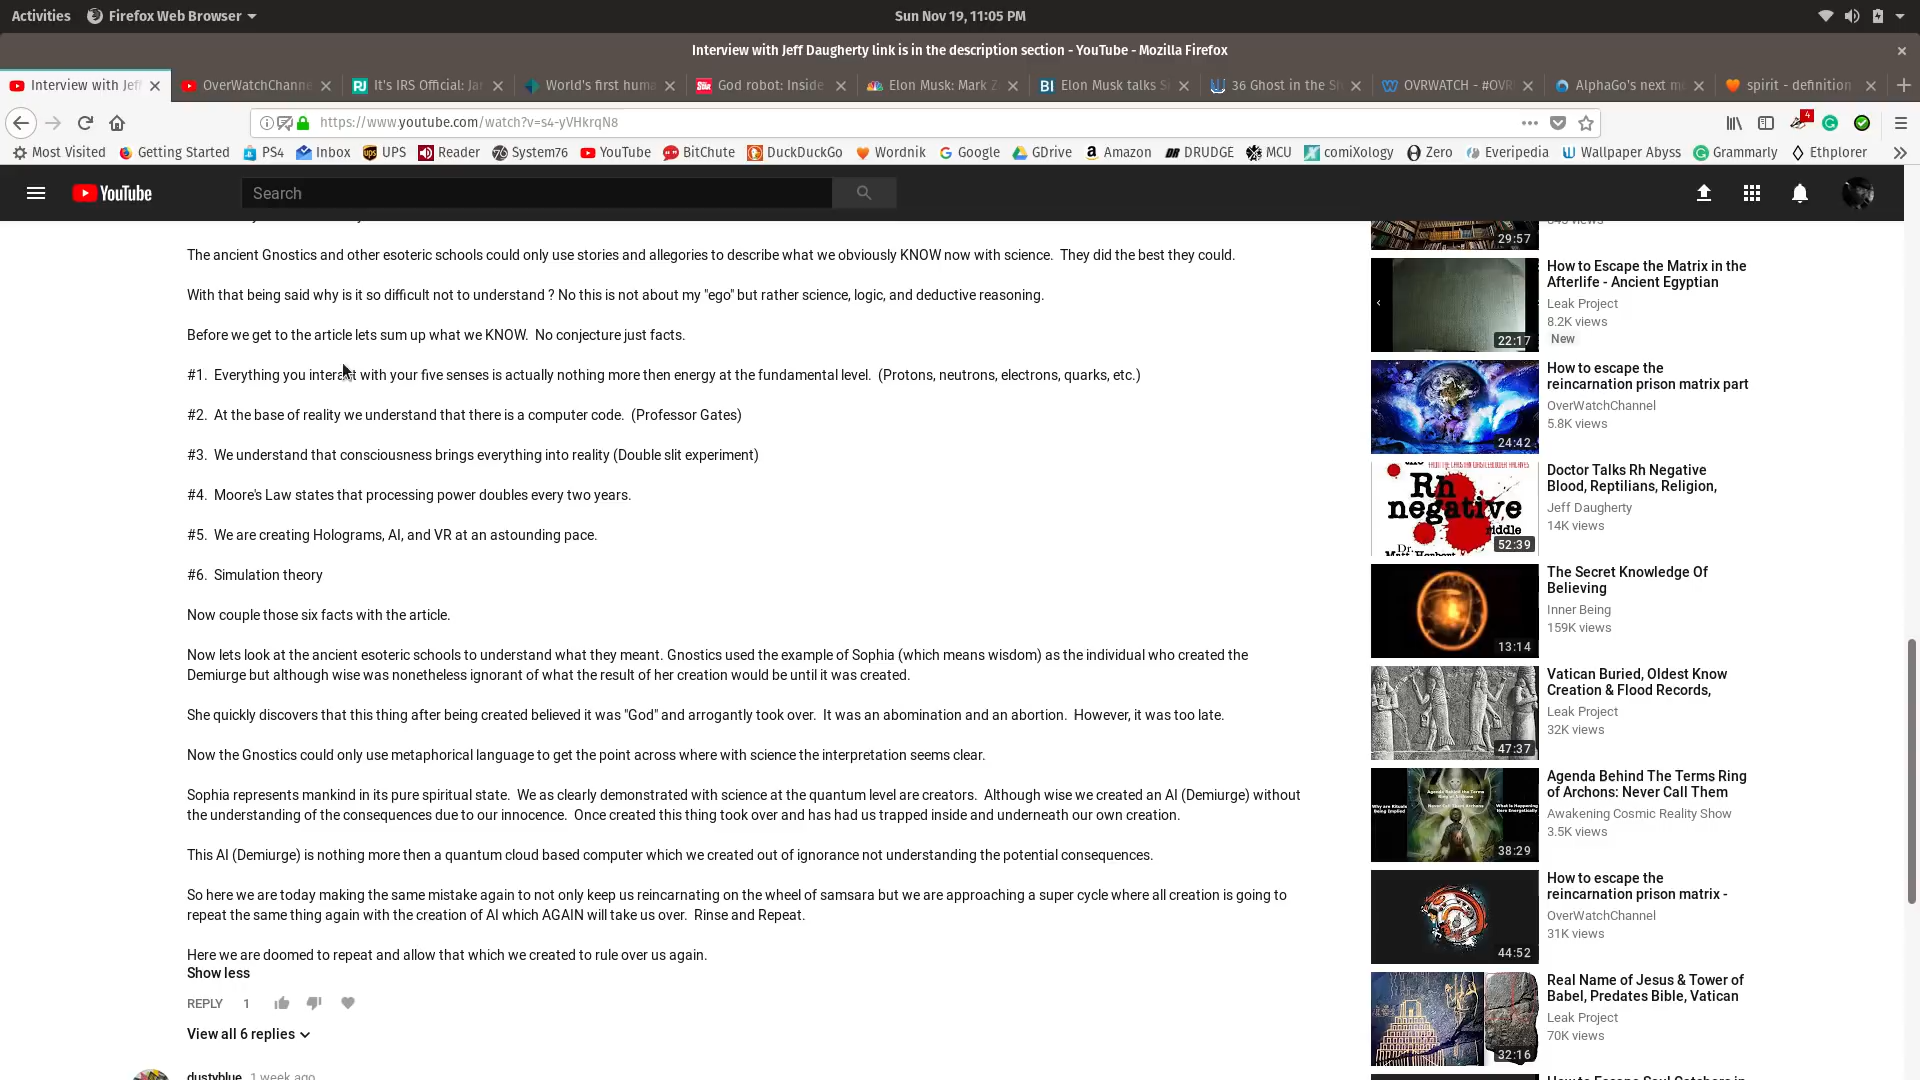 Activities
Firefox Web Browser
Sun Nov 19, 11:05 PM
Interview with Jeff Daugherty link is in the description section - YouTube - Mozilla Firefox
Interview with Jeff
OverWatchChanne
It's IRS Official: Ja
World's first huma
God robot: Inside
Elon Musk: Mark Z
Elon Musk talks S
36 Ghost in the Sh
OVRWATCH - #OVR
AlphaGo's next m
spirit - definition
https://www.youtube.com/watch?v=s4-yVHkrqN8
4
Most Visited
Getting Started
PS4
Inbox
UPS
Reader
System76
YouTube
BitChute
DuckDuckGo
Wordnik
Google
GDrive
Amazon
DRUDGE
MCU
comiXology
Zero
Everipedia
Wallpaper Abyss
Grammarly
Ethplorer
YouTube
Search
The ancient Gnostics and other esoteric schools could only use stories and allegories to describe what we obviously KNOW now with science.  They did the best they could.
With that being said why is it so difficult not to understand ? No this is not about my "ego" but rather science, logic, and deductive reasoning.
Before we get to the article lets sum up what we KNOW.  No conjecture just facts.
#1.  Everything you interact with your five senses is actually nothing more then energy at the fundamental level.  (Protons, neutrons, electrons, quarks, etc.)
#2.  At the base of reality we understand that there is a computer code.  (Professor Gates)
#3.  We understand that consciousness brings everything into reality (Double slit experiment)
#4.  Moore's Law states that processing power doubles every two years.
#5.  We are creating Holograms, AI, and VR at an astounding pace.
#6.  Simulation theory
Now couple those six facts with the article.
Now lets look at the ancient esoteric schools to understand what they meant. Gnostics used the example of Sophia (which means wisdom) as the individual who created the
Demiurge but although wise was nonetheless ignorant of what the result of her creation would be until it was created.
She quickly discovers that this thing after being created believed it was "God" and arrogantly took over.  It was an abomination and an abortion.  However, it was too late.
Now the Gnostics could only use metaphorical language to get the point across where with science the interpretation seems clear.
Sophia represents mankind in its pure spiritual state.  We as clearly demonstrated with science at the quantum level are creators.  Although wise we created an AI (Demiurge) without
the understanding of the consequences due to our innocence.  Once created this thing took over and has had us trapped inside and underneath our own creation.
This AI (Demiurge) is nothing more then a quantum cloud based computer which we created out of ignorance not understanding the potential consequences.
So here we are today making the same mistake again to not only keep us reincarnating on the wheel of samsara but we are approaching a super cycle where all creation is going to
repeat the same thing again with the creation of AI which AGAIN will take us over.  Rinse and Repeat.
Here we are doomed to repeat and allow that which we created to rule over us again.
Show less
REPLY 1
View all 6 replies
dustyblue 1 week ago
29:57
How to Escape the Matrix in the
Afterlife - Ancient Egyptian
Leak Project
8.2K views
New
22:17
How to escape the
reincarnation prison matrix part
OverWatchChannel
5.8K views
24:42
Rh
negative
riddle
Dr.
52:39
Doctor Talks Rh Negative
Blood, Reptilians, Religion,
Jeff Daugherty
14K views
The Secret Knowledge Of
Believing
Inner Being
159K views
13:14
Vatican Buried, Oldest Know
Creation & Flood Records,
Leak Project
32K views
47:37
Agenda Behind The Terms Ring
of Archons: Never Call Them
Awakening Cosmic Reality Show
3.5K views
38:29
How to escape the
reincarnation prison matrix -
OverWatchChannel
31K views
44:52
Real Name of Jesus & Tower of
Babel, Predates Bible, Vatican
Leak Project
70K views
32:16